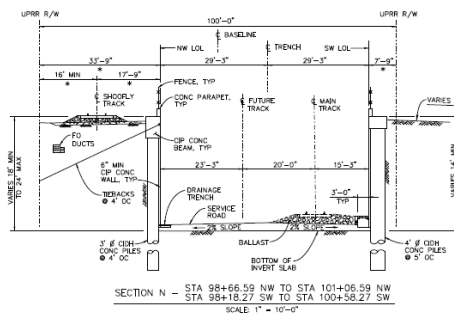 UPRR R/W
UPRR R/W
100'-0"
℄ BASELINE
NW LOL
℄ TRENCH
SW LOL
33'-9"
29'-3"
29'-3"
7'-9"
*
*
*
16' MIN
17'-9"
FENCE, TYP
℄ SHOOFLY
TRACK
CONC PARAPET,
TYP
℄ FUTURE
TRACK
℄ MAIN
TRACK
VARIES
FO
DUCTS
CIP CONC
BEAM, TYP
VARIES 18' MIN
TO 24' MAX
6" MIN
CIP CONC
WALL, TYP
23'-3"
20'-0"
15'-3"
TIEBACKS
@ 4' OC
3'-0"
TYP
DRAINAGE
TRENCH
SERVICE
ROAD
2% SLOPE
2% SLOPE
3' Ø CIDH
CONC PILES
@ 4' OC
BALLAST
BOTTOM OF
INVERT SLAB
4' Ø CIDH
CONC PILES
@ 5' OC
SECTION N – STA 98+66.59 NW TO STA 101+06.59 NW
STA 98+18.27 SW TO STA 100+58.27 SW
SCALE: 1" = 10'-0"